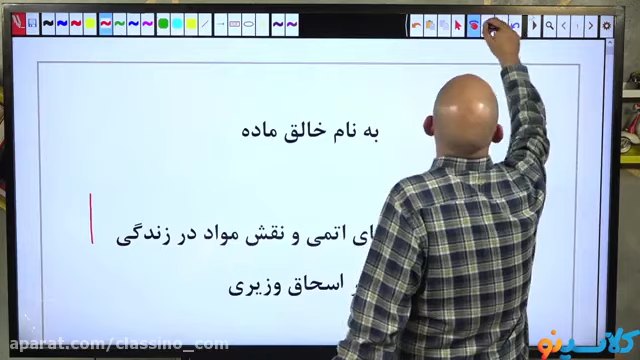 به نام خالق ماده
ای اتمی و نقش مواد در زندگی
ر اسحاق وزیری
aparat.com/classino_com
کلاسینو